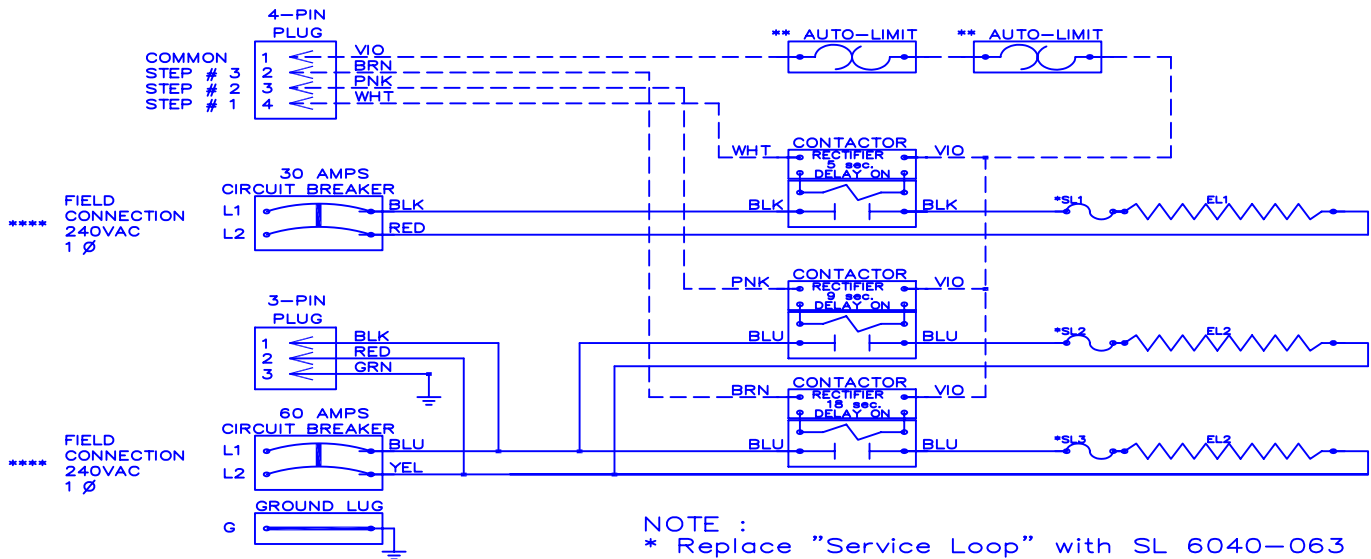 4-PIN
PLUG
COMMON 1 VIO
STEP # 3 2 BRN
STEP # 2 3 PNK
STEP # 1 4 WHT
** AUTO-LIMIT
** AUTO-LIMIT
WHT
CONTACTOR
RECTIFIER
5 sec.
DELAY ON
VIO
30 AMPS
CIRCUIT BREAKER
****
FIELD
CONNECTION
240VAC
1 Ø
L1
L2
BLK
RED
BLK
BLK
*SL1
EL1
PNK
CONTACTOR
RECTIFIER
9 sec.
DELAY ON
VIO
3-PIN
PLUG
1 BLK
2 RED
3 GRN
BLU
BLU
*SL2
EL2
BRN
CONTACTOR
RECTIFIER
18 sec.
DELAY ON
VIO
60 AMPS
CIRCUIT BREAKER
****
FIELD
CONNECTION
240VAC
1 Ø
L1
L2
BLU
YEL
BLU
BLU
*SL3
EL2
GROUND LUG
G
NOTE :
* Replace "Service Loop" with SL 6040-063